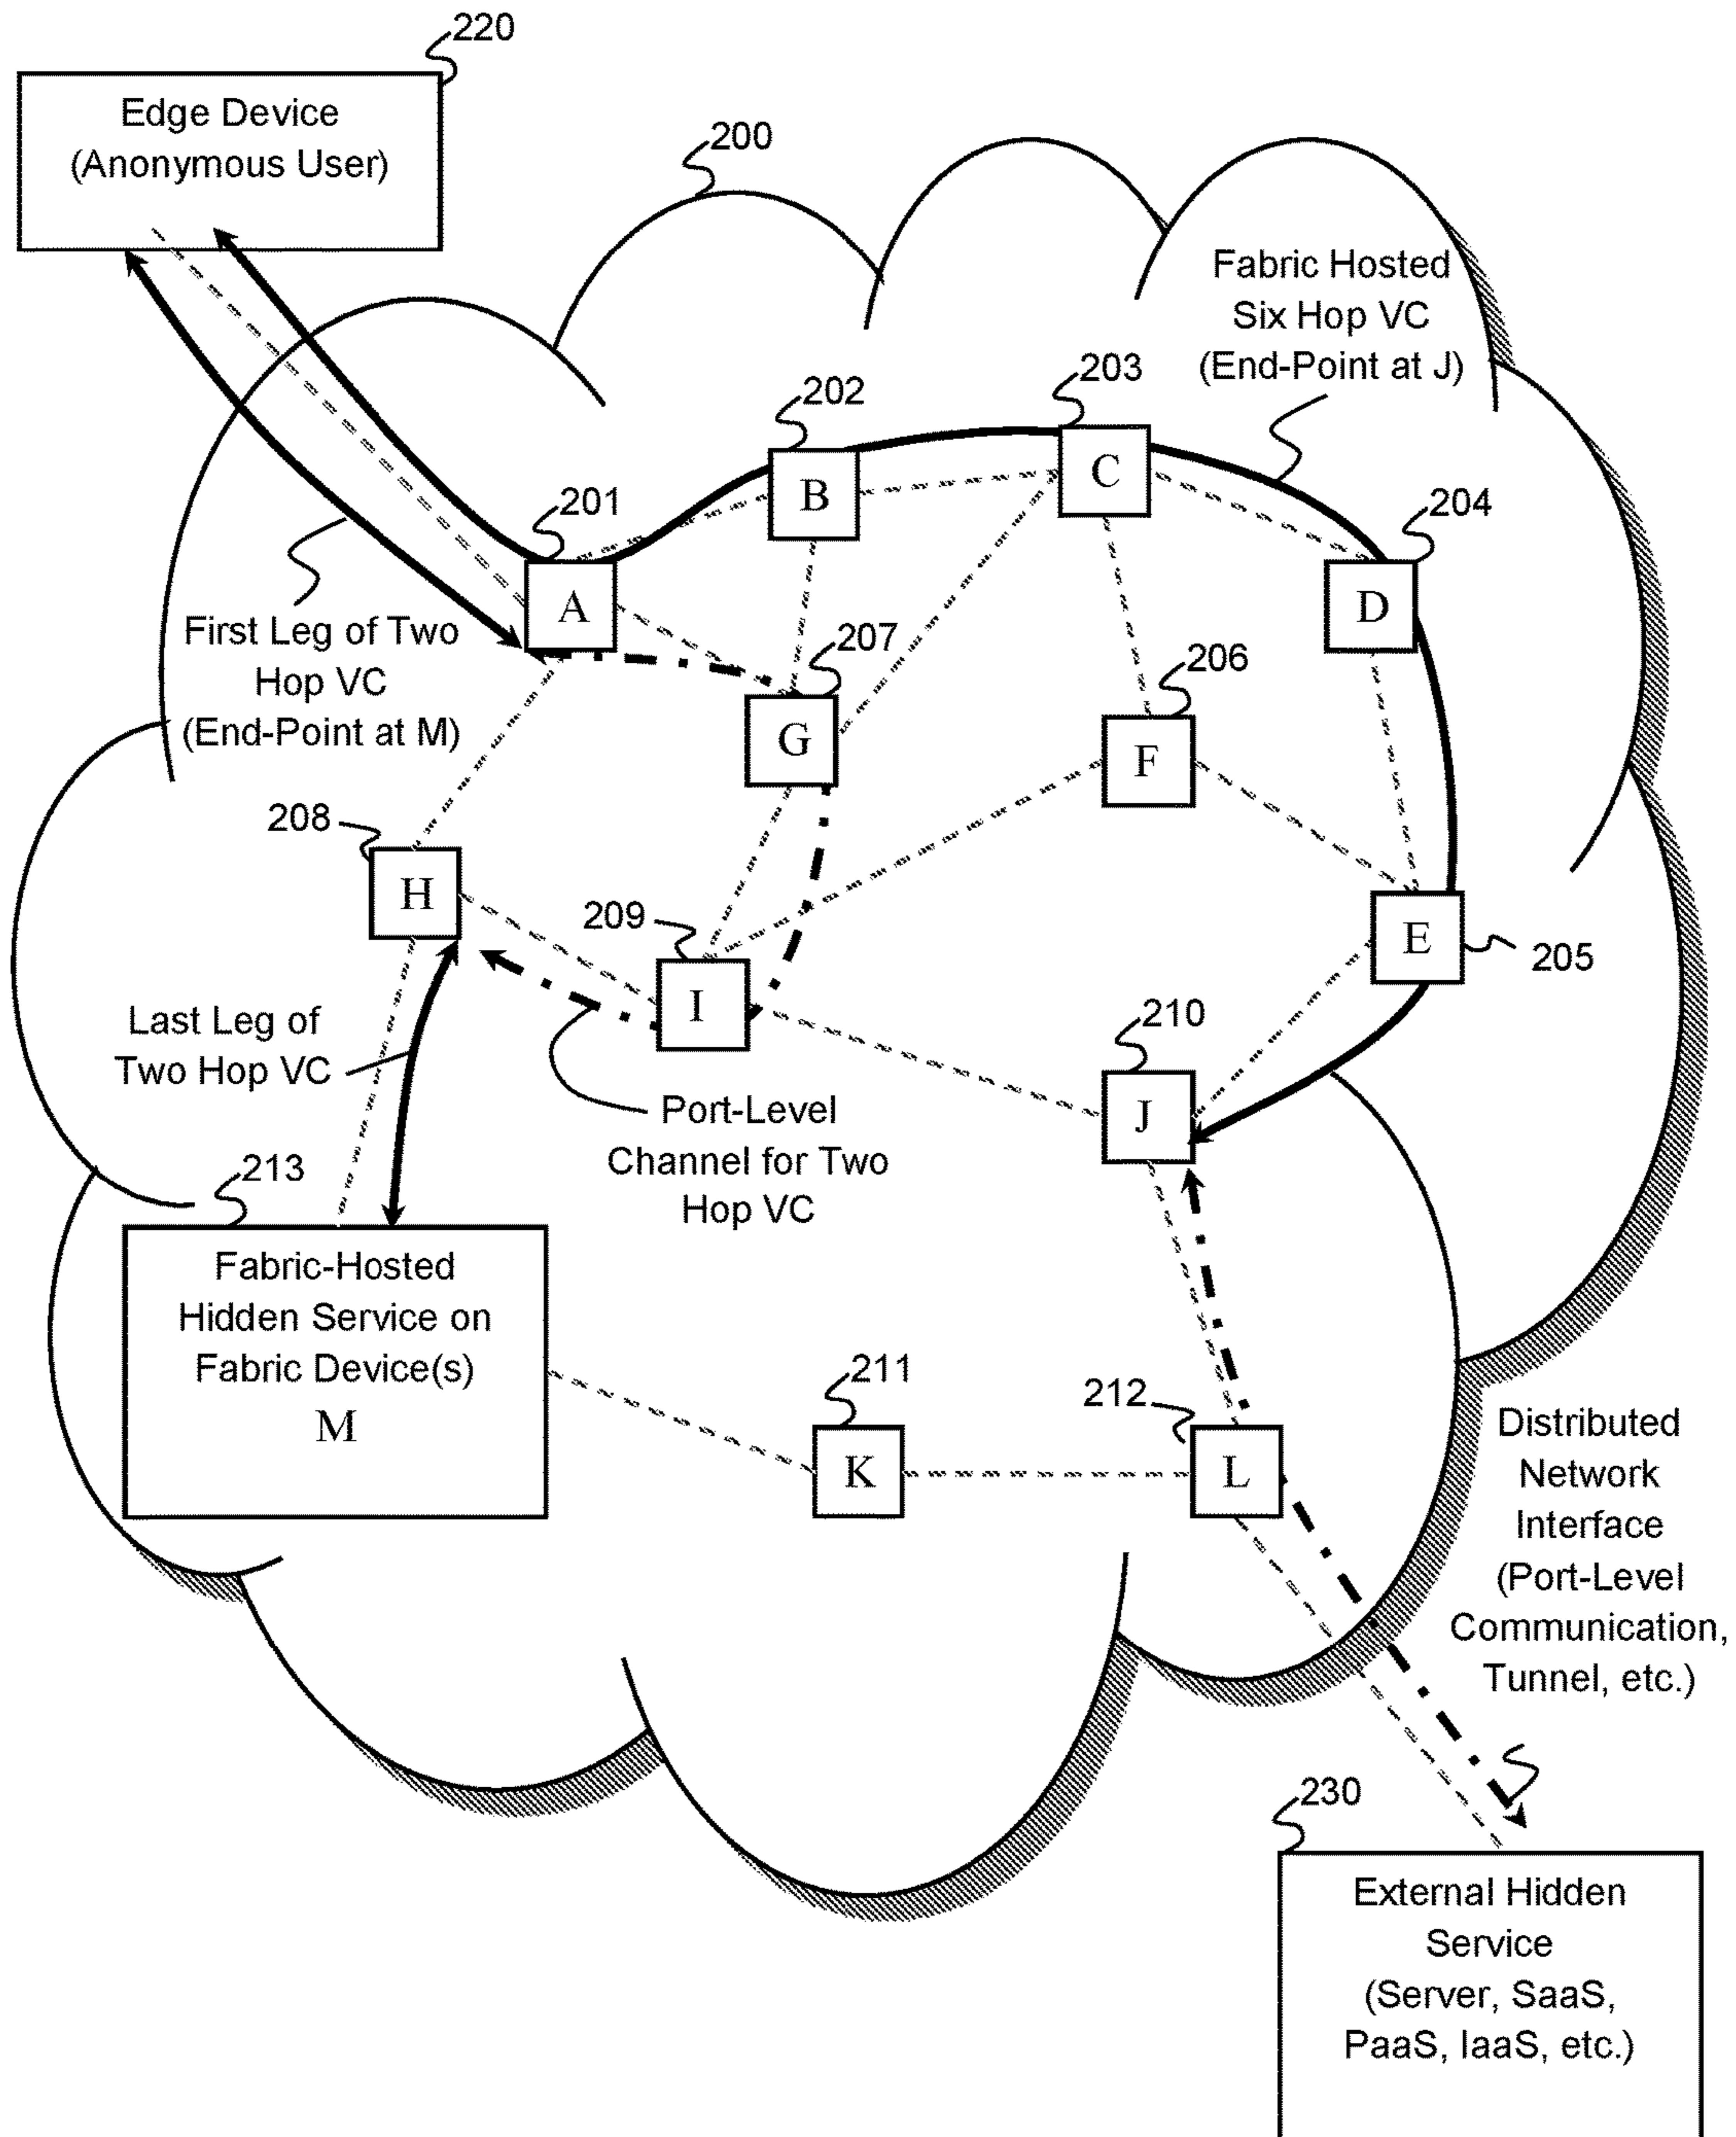 220
Edge Device
(Anonymous User)
200
Fabric Hosted
Six Hop VC
(End-Point at J)
203
202
C
B
201
204
A
D
First Leg of Two
Hop VC
(End-Point at M)
207
206
G
F
208
H
209
I
E
205
Last Leg of
Two Hop VC
210
J
Port-Level
Channel for Two
Hop VC
213
Fabric-Hosted
Hidden Service on
Fabric Device(s)
M
211
K
212
L
Distributed
Network
Interface
(Port-Level
Communication,
Tunnel, etc.)
230
External Hidden
Service
(Server, SaaS,
PaaS, IaaS, etc.)